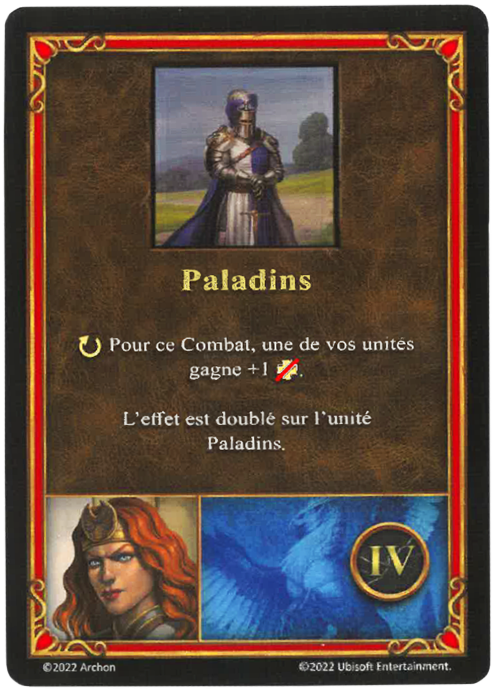 Paladins
Pour ce Combat, une de vos unités
gagne +1 .
L'effet est doublé sur l'unité
Paladins.
IV
©2022 Archon
©2022 Ubisoft Entertainment.